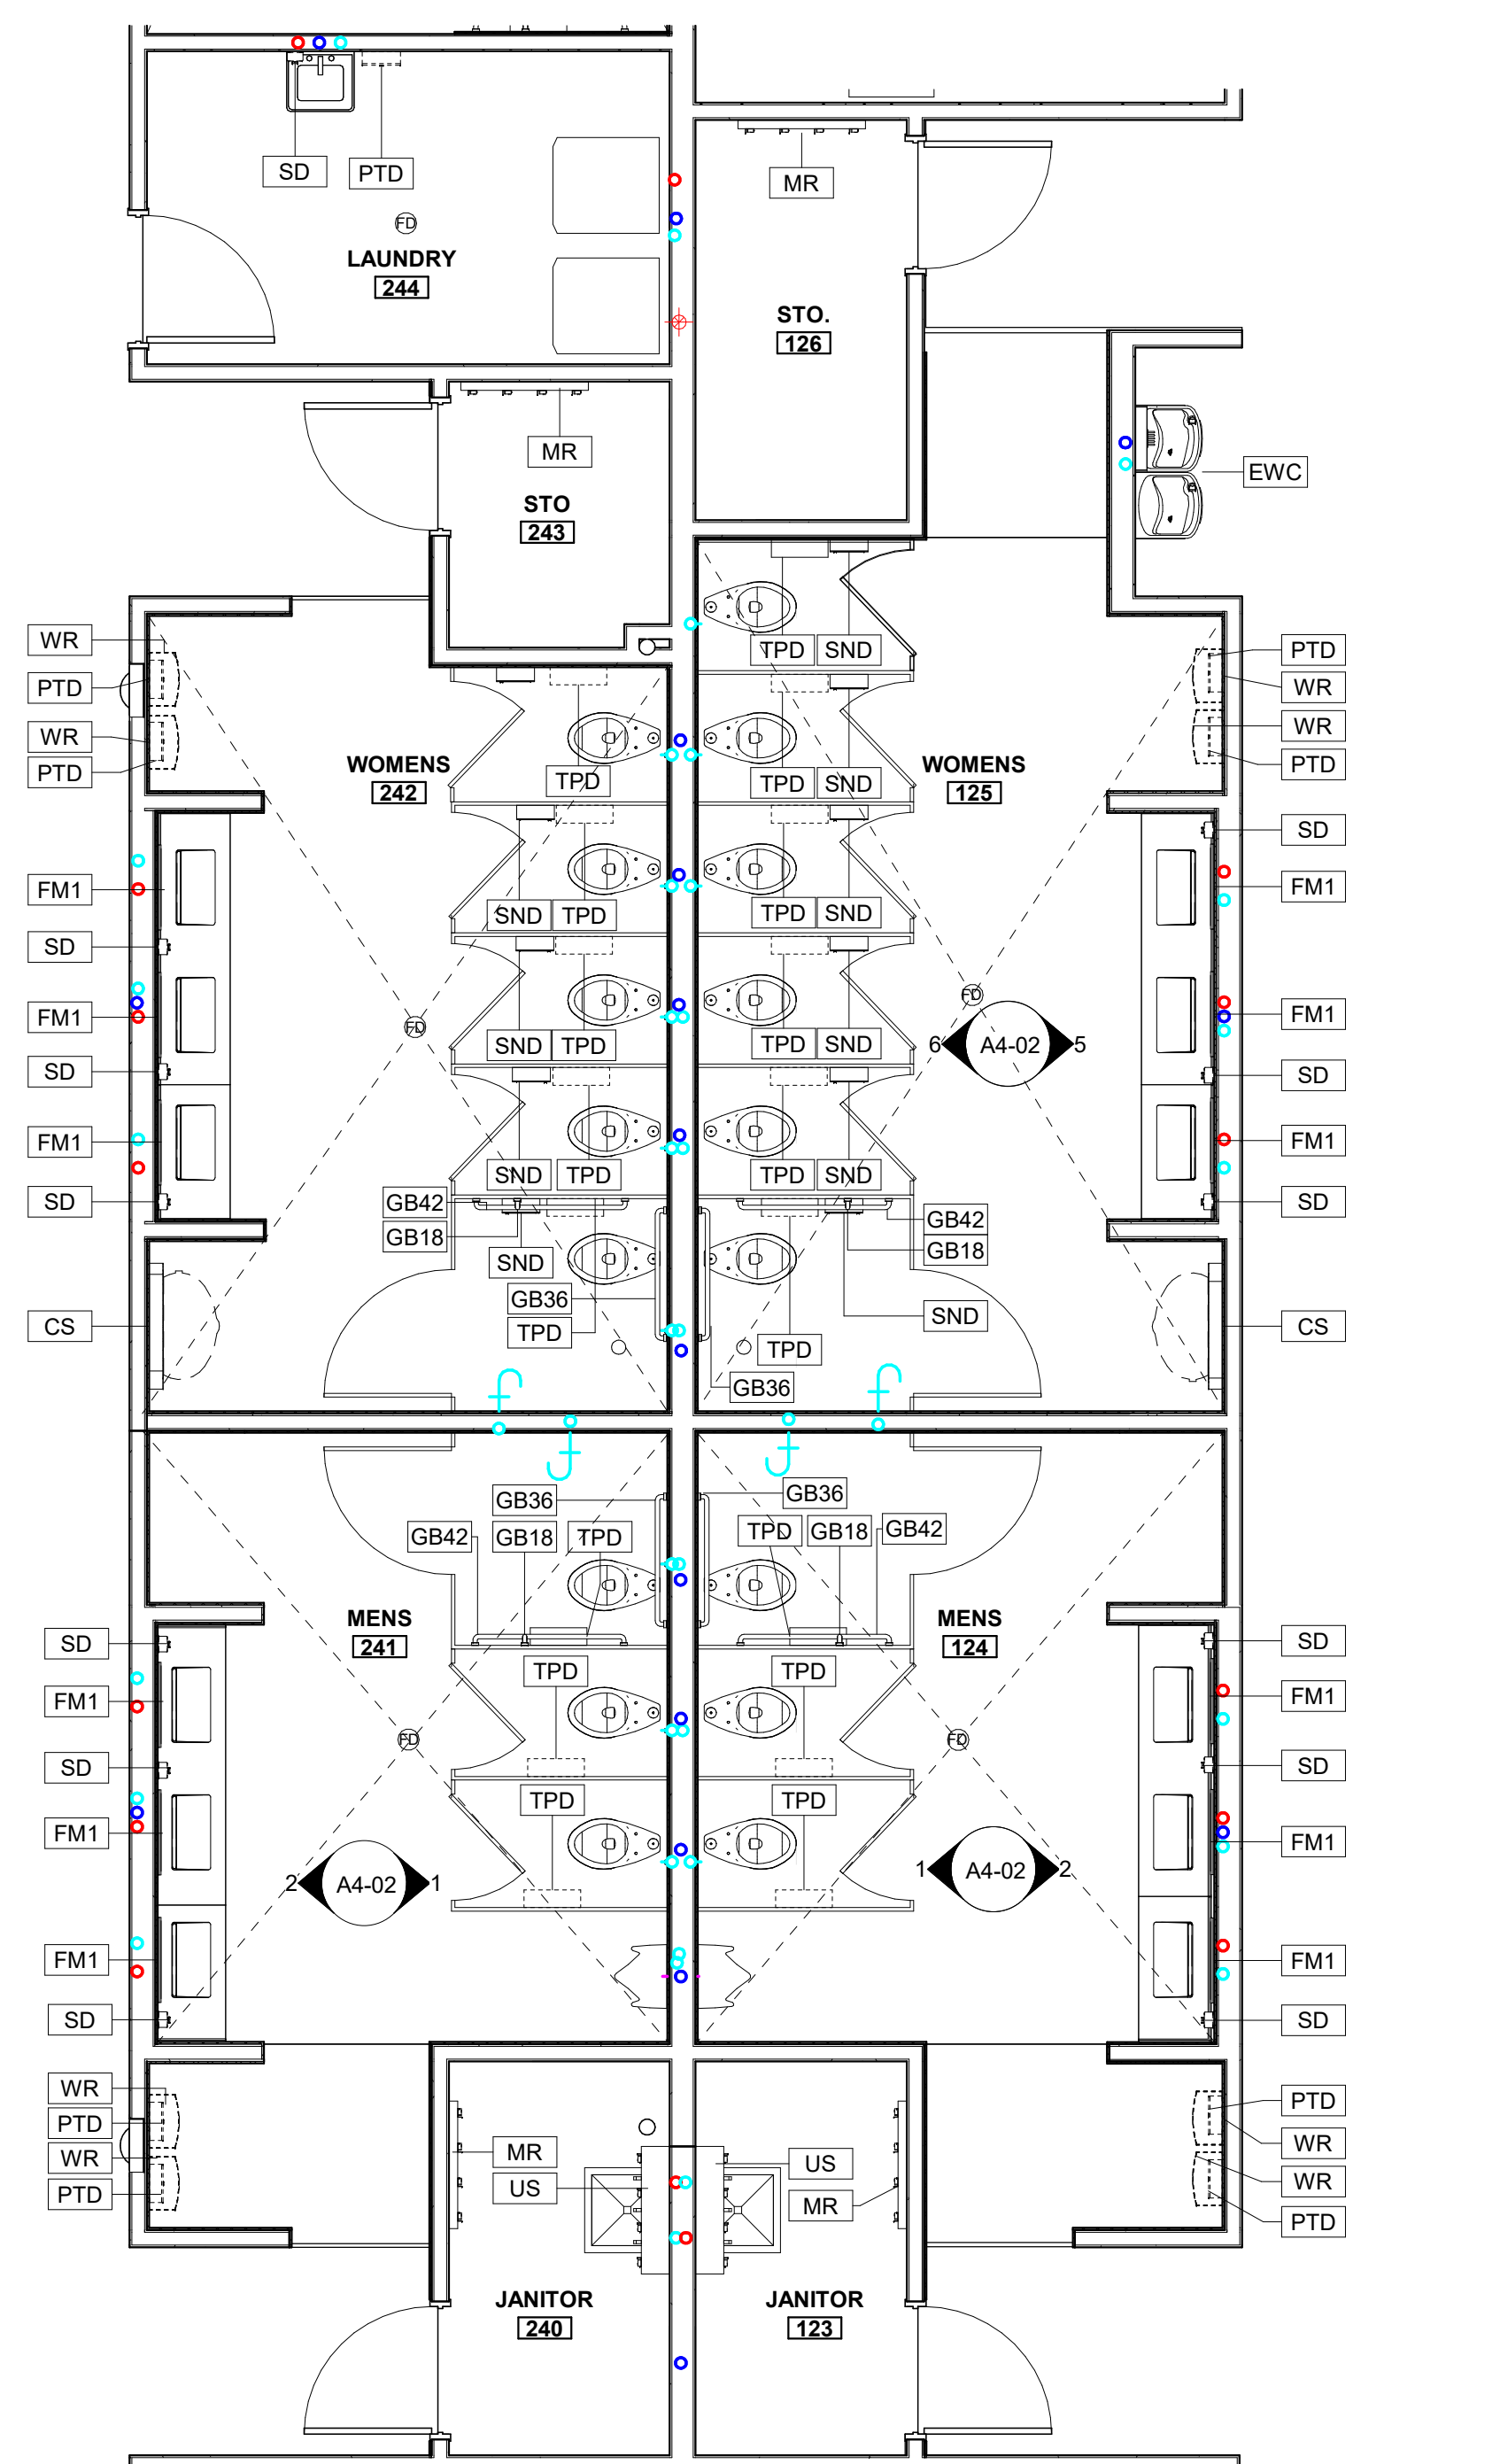 SD
PTD
MR
FD
LAUNDRY
244
STO.
126
MR
EWC
STO
243
WR
PTD
TPD
SND
PTD
WR
WR
WR
PTD
WOMENS
242
TPD
TPD
SND
WOMENS
125
PTD
SD
FM1
SND
TPD
TPD
SND
FM1
SD
FD
FD
FM1
SND
TPD
TPD
SND
6
A4-02
5
FM1
SD
SD
FM1
FM1
SND
TPD
TPD
SND
SD
GB42
SD
GB42
GB18
GB18
SND
GB36
SND
CS
TPD
TPD
CS
GB36
GB36
GB36
GB42
GB18
TPD
TPD
GB18
GB42
MENS
241
MENS
124
SD
SD
TPD
TPD
FM1
FM1
FD
FD
SD
SD
TPD
TPD
FM1
FM1
2
A4-02
1
1
A4-02
2
FM1
FM1
SD
SD
WR
PTD
PTD
WR
MR
US
WR
WR
PTD
US
MR
PTD
JANITOR
240
JANITOR
123